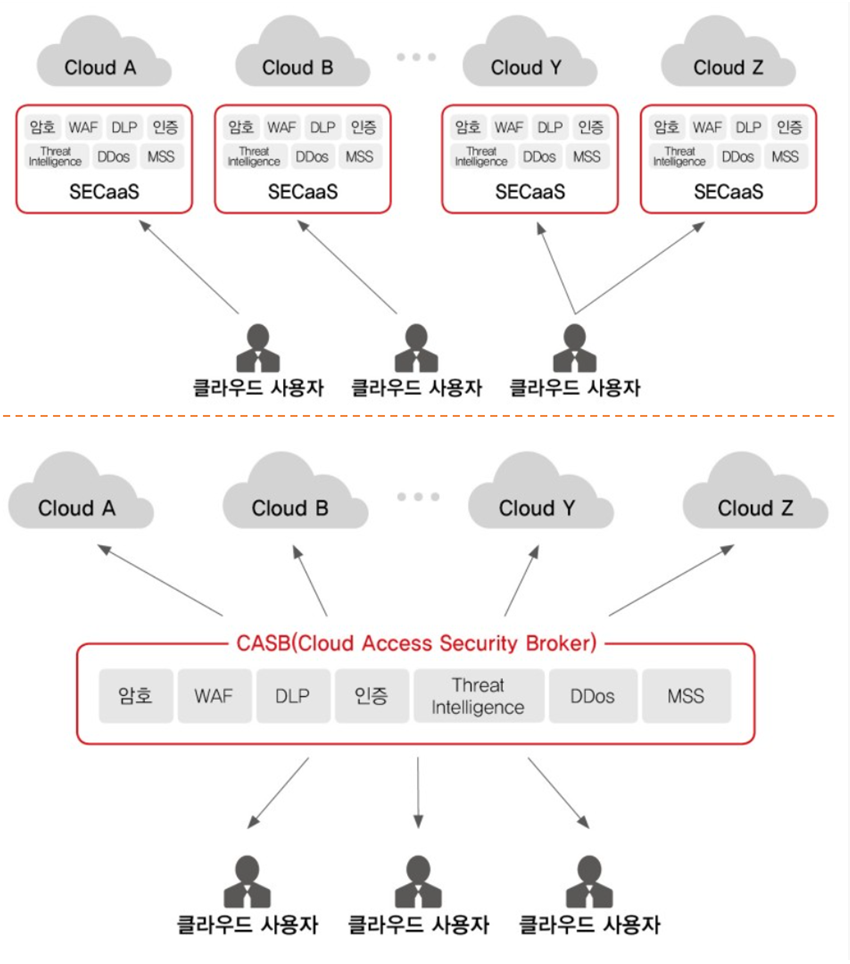 Cloud A
Cloud B
Cloud Y
Cloud Z
암호 WAF DLP 인증
Threat
Intelligence DDos MSS
SECaaS
암호 WAF DLP 인증
Threat
Intelligence DDos MSS
SECaaS
암호 WAF DLP 인증
Threat
Intelligence DDos MSS
SECaaS
암호 WAF DLP 인증
Threat
Intelligence DDos MSS
SECaaS
클라우드 사용자
클라우드 사용자
클라우드 사용자
Cloud A
Cloud B
Cloud Y
Cloud Z
CASB(Cloud Access Security Broker)
암호
WAF
DLP
인증
Threat
Intelligence
DDos
MSS
클라우드 사용자
클라우드 사용자
클라우드 사용자